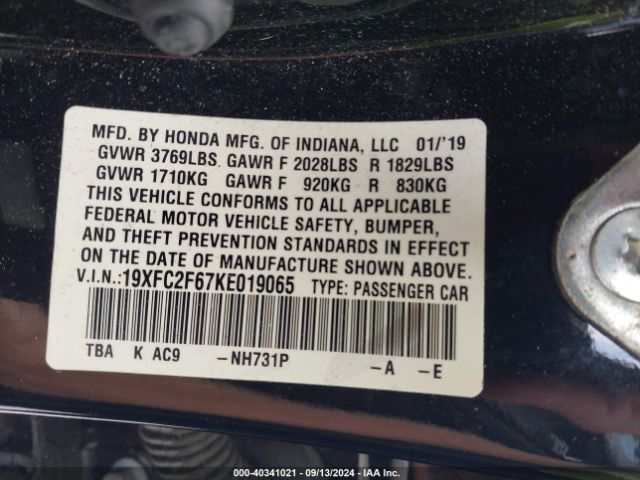 MFD. BY HONDA MFG. OF INDIANA, LLC 01/'19
GVWR 3769LBS GAWR F 2028LBS R 1829LBS
GVWR 1710KG GAWR F 920KG R 830KG
THIS VEHICLE CONFORMS TO ALL APPLICABLE
FEDERAL MOTOR VEHICLE SAFETY, BUMPER,
AND THEFT PREVENTION STANDARDS IN EFFECT
ON THE DATE OF MANUFACTURE SHOWN ABOVE.
V.I.N.:19XFC2F67KE019065 TYPE: PASSENGER CAR
TBA K AC9 -NH731P -A -E
000-40341021 - 09/13/2024 - IAA Inc.